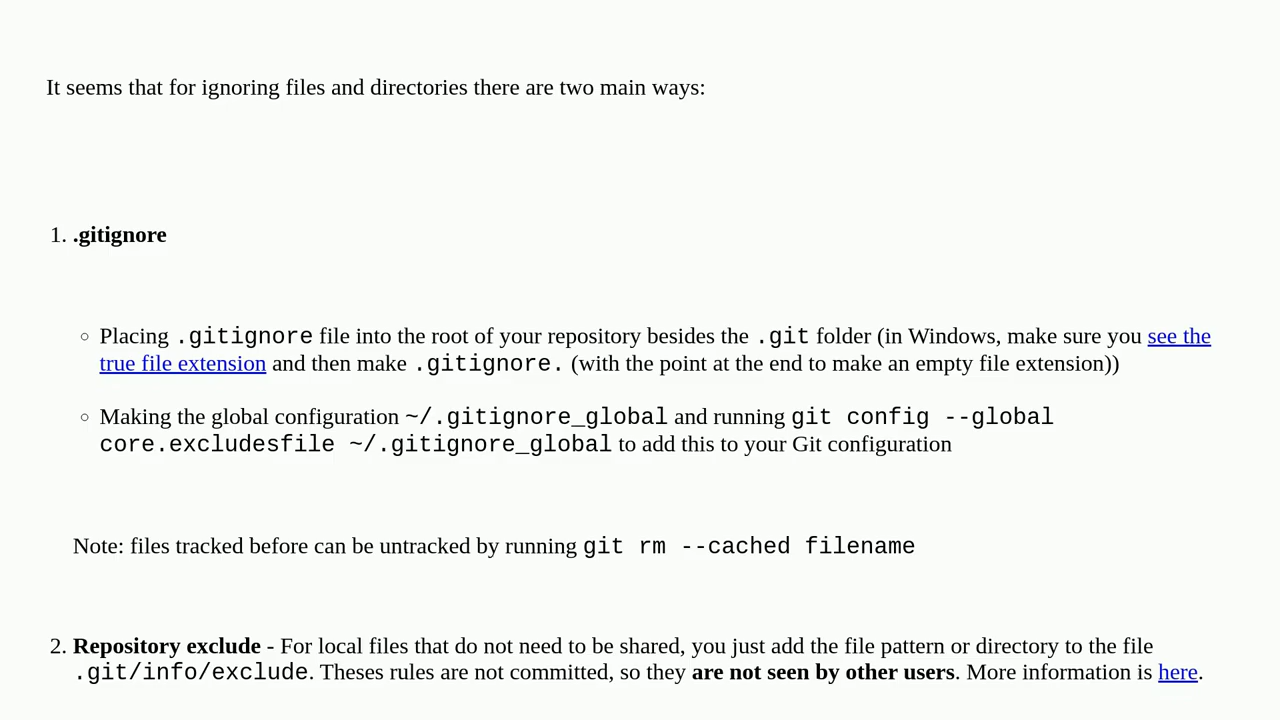 It seems that for ignoring files and directories there are two main ways:
1. .gitignore
○ Placing .gitignore file into the root of your repository besides the .git folder (in Windows, make sure you see the
true file extension and then make .gitignore. (with the point at the end to make an empty file extension))
○ Making the global configuration ~/.gitignore_global and running git config --global
core.excludesfile ~/.gitignore_global to add this to your Git configuration
Note: files tracked before can be untracked by running git rm --cached filename
2. Repository exclude - For local files that do not need to be shared, you just add the file pattern or directory to the file
.git/info/exclude. Theses rules are not committed, so they are not seen by other users. More information is here.